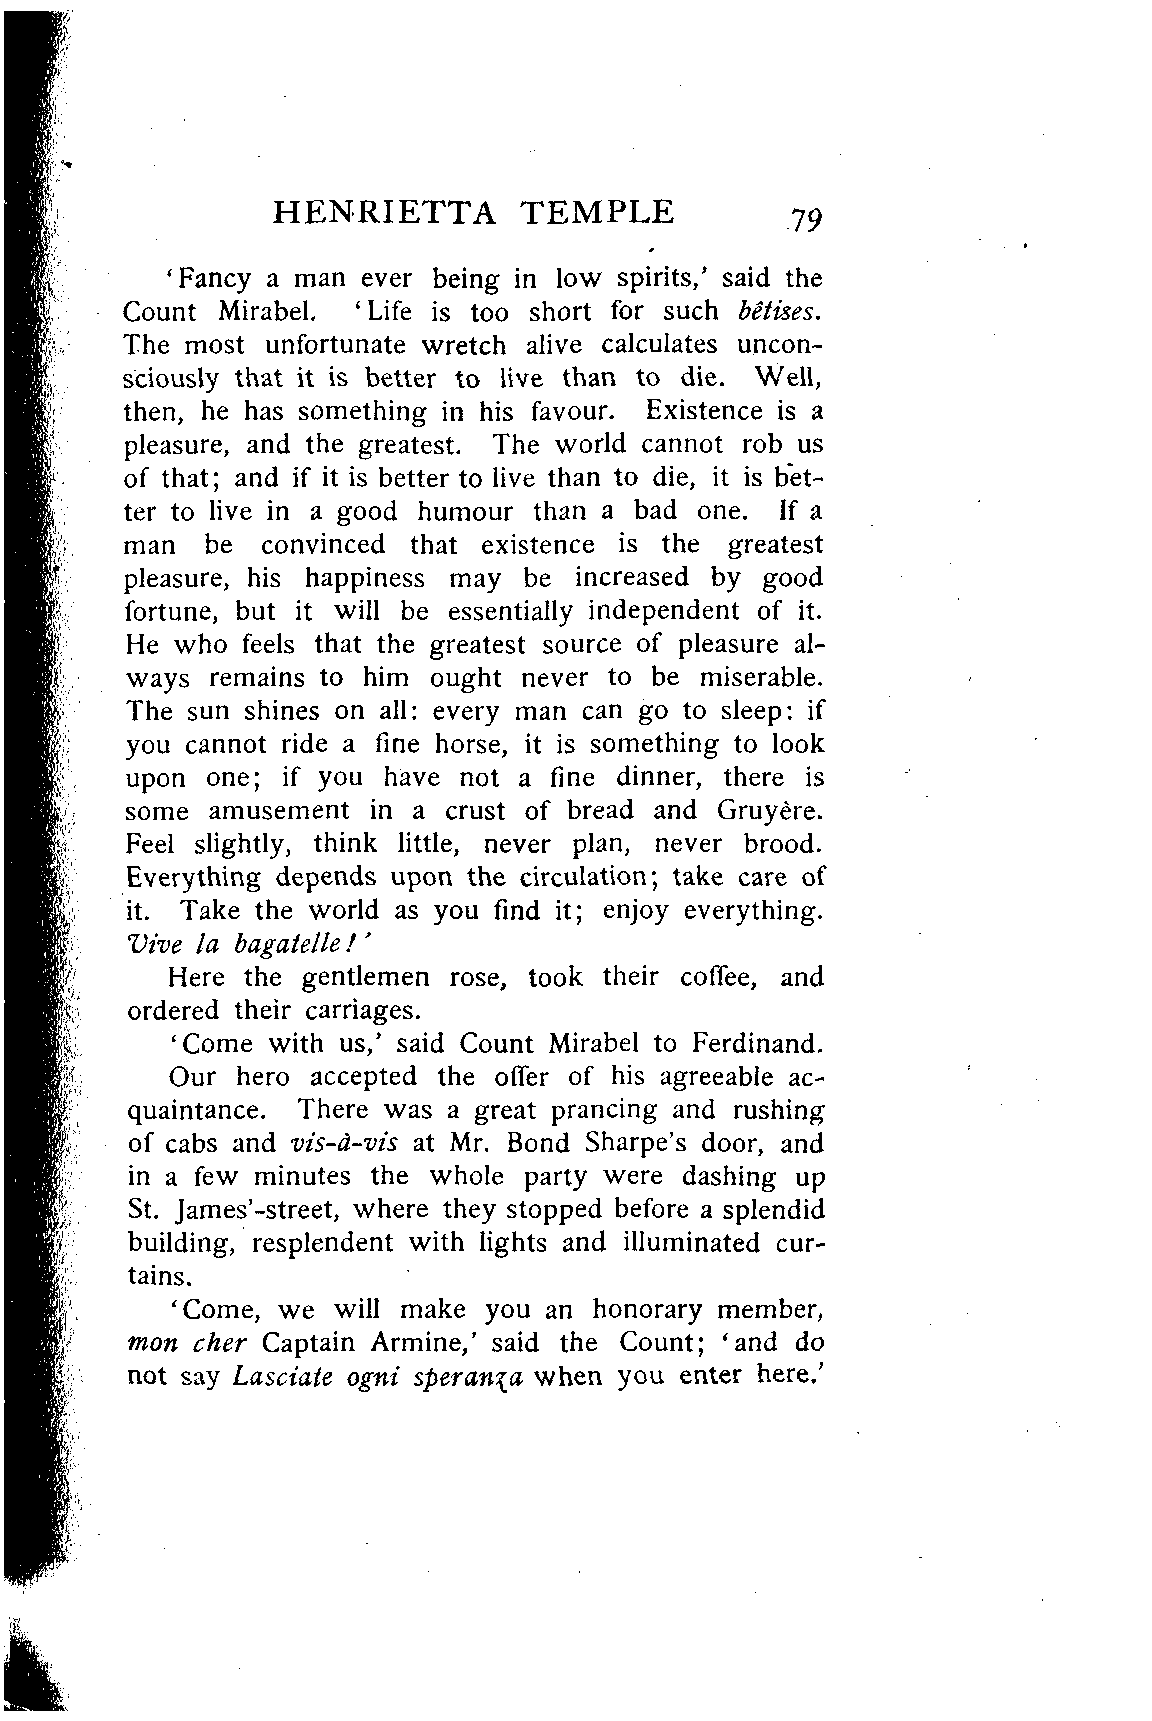 HENRIETTA TEMPLE 79
‘Fancy a man ever being in low spirits,’ said the
Count Mirabel. ‘Life is too short for such bêtises.
The most unfortunate wretch alive calculates uncon-
sciously that it is better to live than to die. Well,
then, he has something in his favour. Existence is a
pleasure, and the greatest. The world cannot rob us
of that; and if it is better to live than to die, it is bet-
ter to live in a good humour than a bad one. If a
man be convinced that existence is the greatest
pleasure, his happiness may be increased by good
fortune, but it will be essentially independent of it.
He who feels that the greatest source of pleasure al-
ways remains to him ought never to be miserable.
The sun shines on all: every man can go to sleep: if
you cannot ride a fine horse, it is something to look
upon one; if you have not a fine dinner, there is
some amusement in a crust of bread and Gruyère.
Feel slightly, think little, never plan, never brood.
Everything depends upon the circulation; take care of
it. Take the world as you find it; enjoy everything.
Vive la bagatelle!’
Here the gentlemen rose, took their coffee, and
ordered their carriages.
‘Come with us,’ said Count Mirabel to Ferdinand.
Our hero accepted the offer of his agreeable ac-
quaintance. There was a great prancing and rushing
of cabs and vis-à-vis at Mr. Bond Sharpe’s door, and
in a few minutes the whole party were dashing up
St. James’-street, where they stopped before a splendid
building, resplendent with lights and illuminated cur-
tains.
‘Come, we will make you an honorary member,
mon cher Captain Armine,’ said the Count; ‘and do
not say Lasciate ogni speranza when you enter here.’